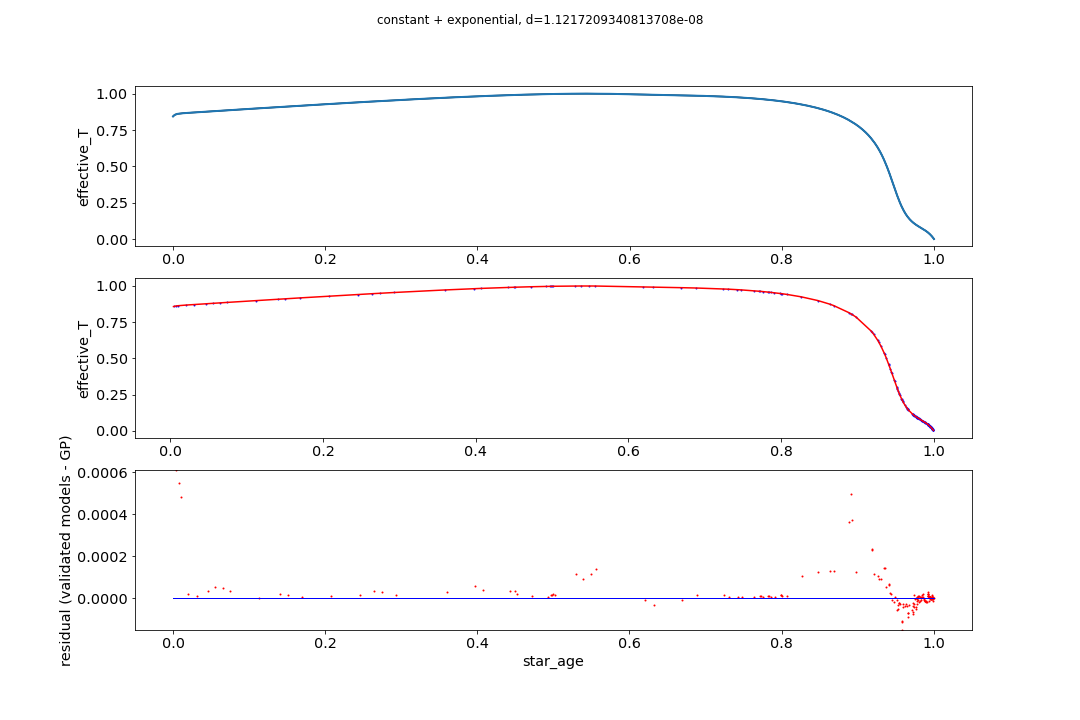 constant + exponential, d=1.1217209340813708e-08
1.00
0.75
0.50
0.25
0.00
effective_T
0.0 0.2 0.4 0.6 0.8 1.0
1.00
0.75
0.50
0.25
0.00
effective_T
0.0 0.2 0.4 0.6 0.8 1.0
0.0006
0.0004
0.0002
0.0000
residual (validated models - GP)
0.0 0.2 0.4 0.6 0.8 1.0
star_age